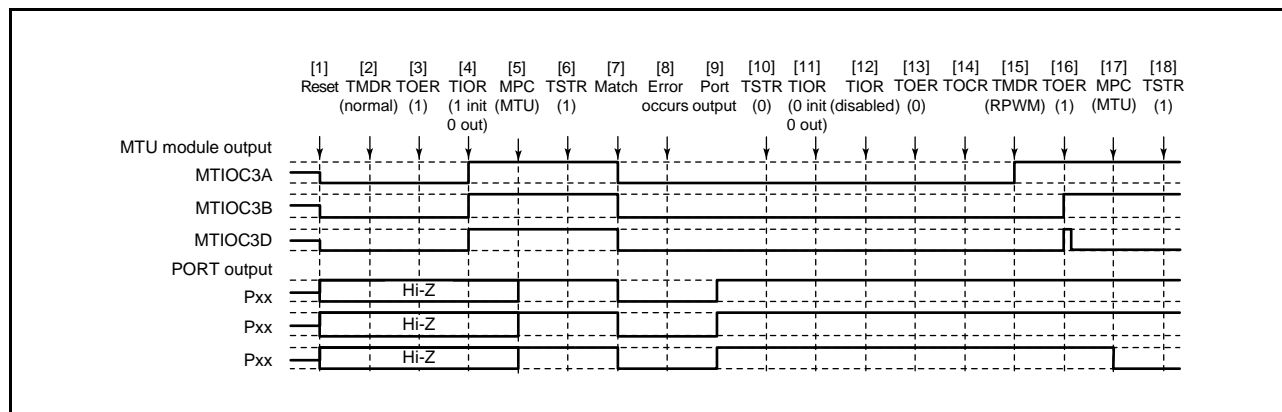 [1] [2] [3] [4] [5] [6] [7] [8] [9] [10] [11] [12] [13] [14] [15] [16] [17] [18]
Reset TMDR TOER TIOR MPC TSTR Match Error Port TSTR TIOR TIOR TOER TOCR TMDR TOER MPC TSTR
(normal) (1) (1 init (MTU) (1) occurs output (0) (0 init (disabled) (0) (RPWM) (1) (MTU) (1)
0 out) 0 out)
MTU module output
MTIOC3A
MTIOC3B
MTIOC3D
PORT output
Pxx Hi-Z
Pxx Hi-Z
Pxx Hi-Z